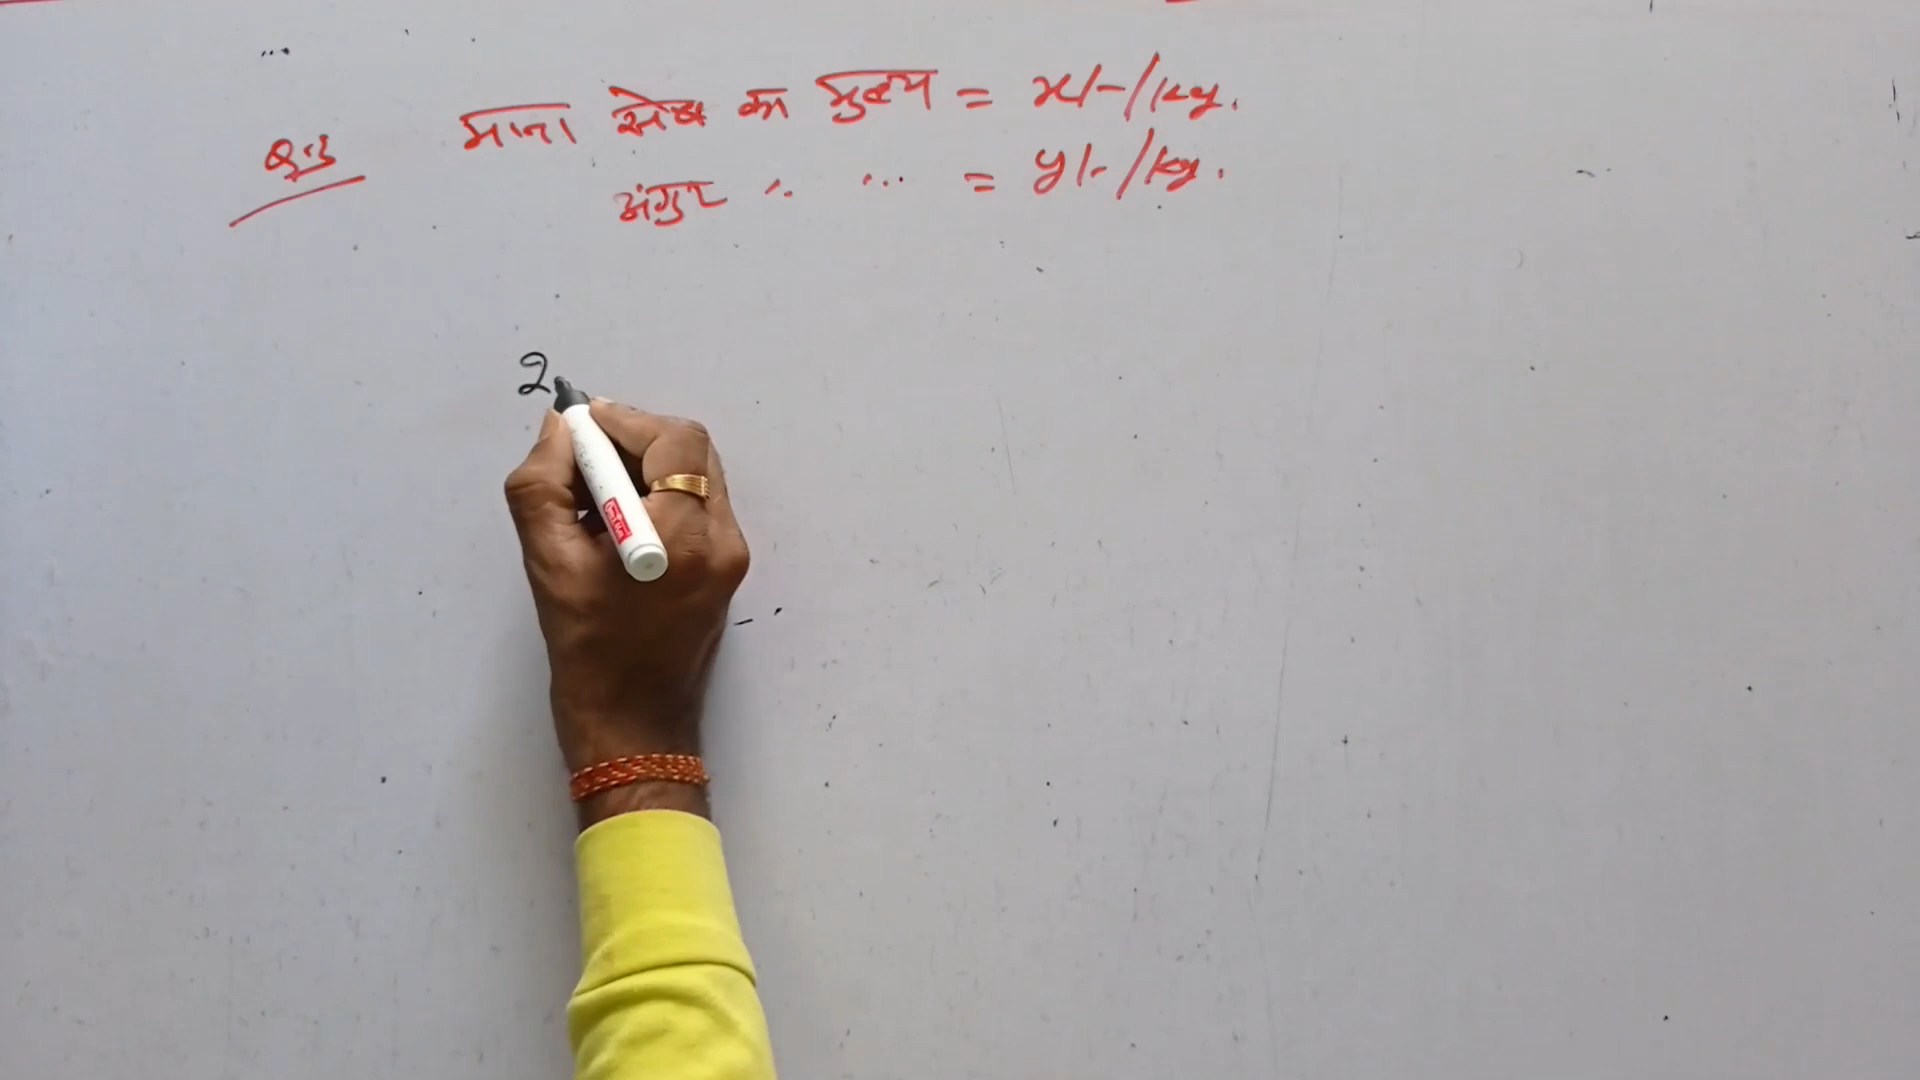 Q.3 माना सेब का मुल्य = x/-/kg.
अंगुर " " = y/-/kg.
2